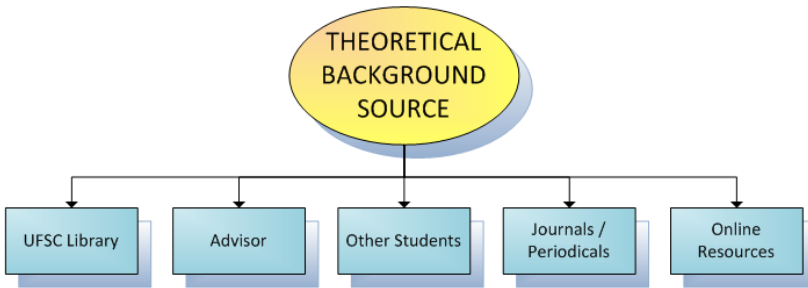 THEORETICAL
BACKGROUND
SOURCE
UFSC Library
Advisor
Other Students
Journals /
Periodicals
Online
Resources